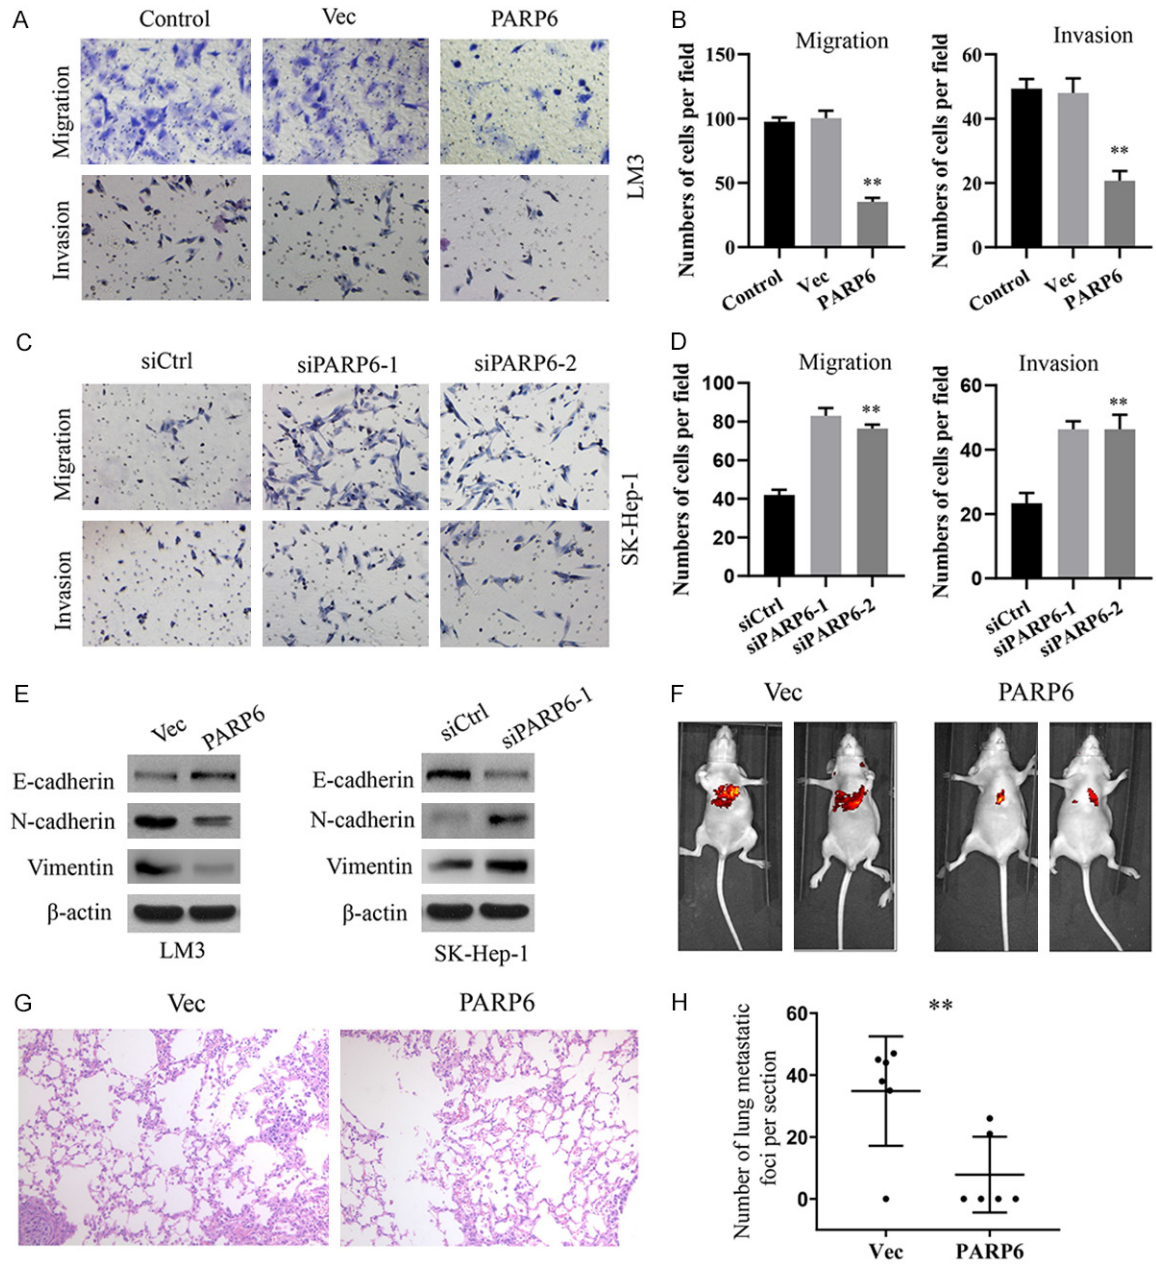 A
Control
Vec
PARP6
Migration
Invasion
LM3
B
Migration
Numbers of cells per field
150
100
50
0
**
Control
Vec
PARP6
Invasion
Numbers of cells per field
60
40
20
0
**
Control
Vec
PARP6
C
siCtrl
siPARP6-1
siPARP6-2
Migration
Invasion
SK-Hep-1
D
Migration
Numbers of cells per field
100
80
60
40
20
0
**
siCtrl
siPARP6-1
siPARP6-2
Invasion
Numbers of cells per field
60
40
20
0
**
siCtrl
siPARP6-1
siPARP6-2
E
Vec
PARP6
E-cadherin
N-cadherin
Vimentin
β-actin
LM3
siCtrl
siPARP6-1
E-cadherin
N-cadherin
Vimentin
β-actin
SK-Hep-1
F
Vec
PARP6
G
Vec
PARP6
H
Number of lung metastatic
foci per section
60
40
20
0
**
Vec
PARP6